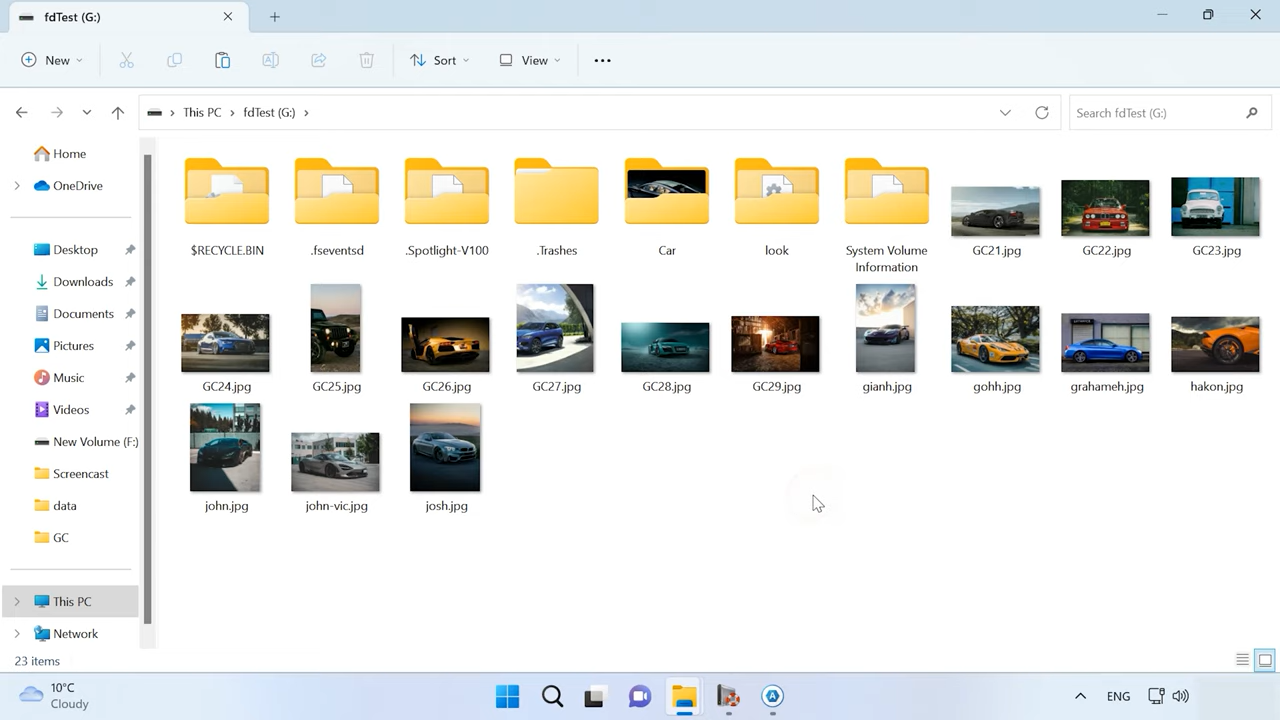 fdTest (G:)
New
Sort
View
This PC
fdTest (G:)
Search fdTest (G:)
Home
OneDrive
Desktop
Downloads
Documents
Pictures
Music
Videos
New Volume (F:)
Screencast
data
GC
This PC
Network
$RECYCLE.BIN
.fseventsd
.Spotlight-V100
.Trashes
Car
look
System Volume
Information
GC21.jpg
GC22.jpg
GC23.jpg
GC24.jpg
GC25.jpg
GC26.jpg
GC27.jpg
GC28.jpg
GC29.jpg
gianh.jpg
gohh.jpg
grahameh.jpg
hakon.jpg
john.jpg
john-vic.jpg
josh.jpg
23 items
10°C
Cloudy
ENG